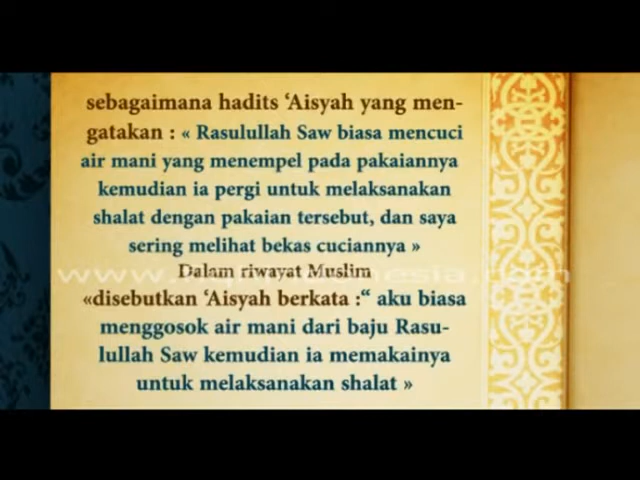 sebagaimana hadits ‘Aisyah yang men-
gatakan : « Rasulullah Saw biasa mencuci
air mani yang menempel pada pakaiannya
kemudian ia pergi untuk melaksanakan
shalat dengan pakaian tersebut, dan saya
sering melihat bekas cuciannya »
Dalam riwayat Muslim
«disebutkan ‘Aisyah berkata :“ aku biasa
menggosok air mani dari baju Rasu-
lullah Saw kemudian ia memakainya
untuk melaksanakan shalat »